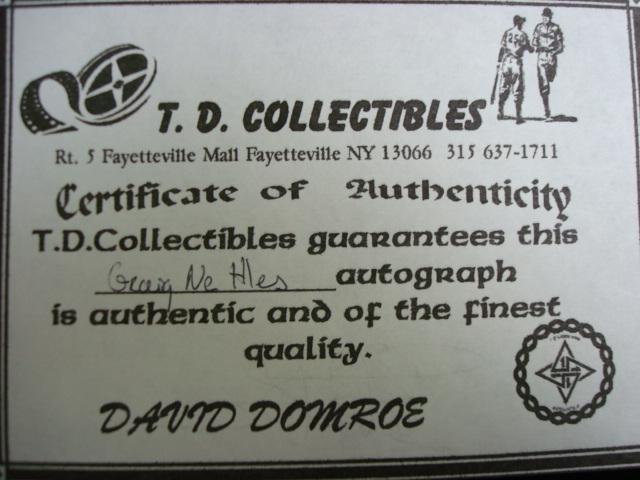 T. D. COLLECTIBLES
Rt. 5 Fayetteville Mall Fayetteville NY 13066 315 637-1711
Certificate of Authenticity
T.D.Collectibles guarantees this
Graig Nettles autograph
is authentic and of the finest
quality.
DAVID DOMROE